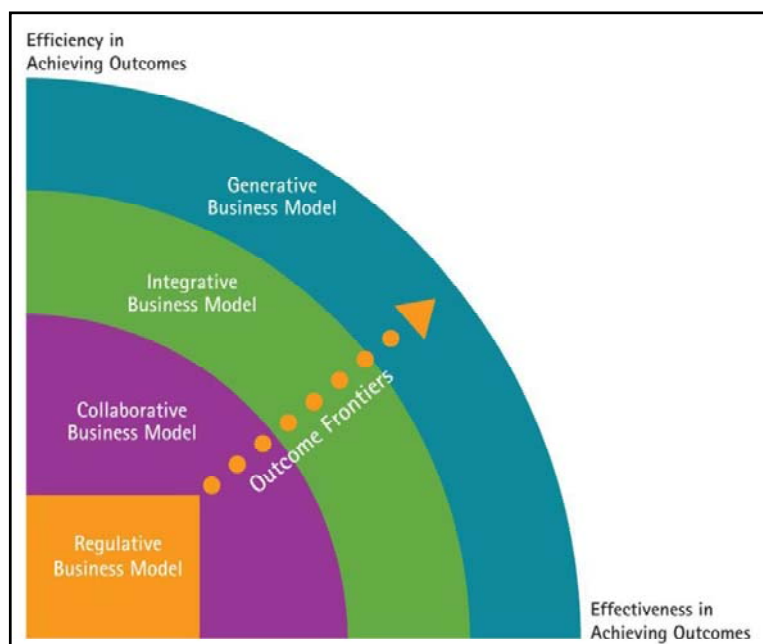 Efficiency in
Achieving Outcomes
Generative
Business Model
Integrative
Business Model
Outcome Frontiers
Collaborative
Business Model
Regulative
Business Model
Effectiveness in
Achieving Outcomes